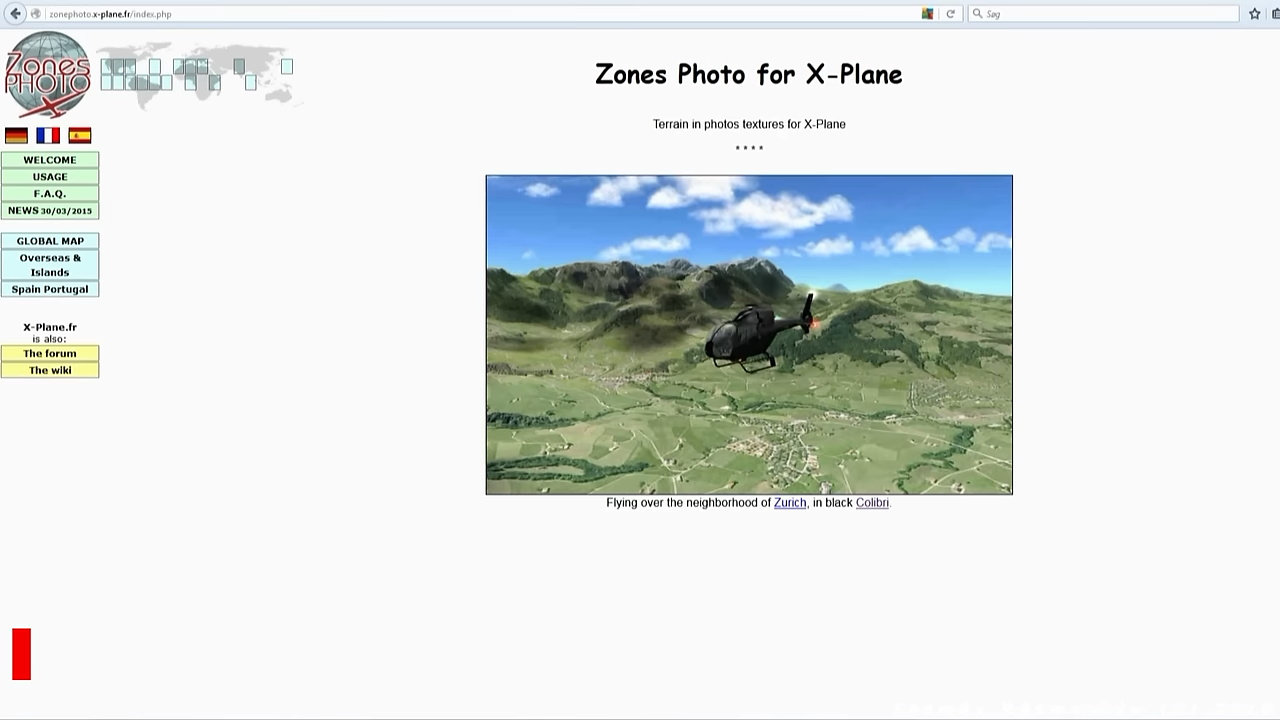 zonephoto.x-plane.fr/index.php
Søg
Zones
PHOTO
Zones Photo for X-Plane
Terrain in photos textures for X-Plane
* * * *
WELCOME
USAGE
F.A.Q.
NEWS 30/03/2015
GLOBAL MAP
Overseas &
Islands
Spain Portugal
X-Plane.fr
is also:
The forum
The wiki
Flying over the neighborhood of Zurich, in black Colibri.